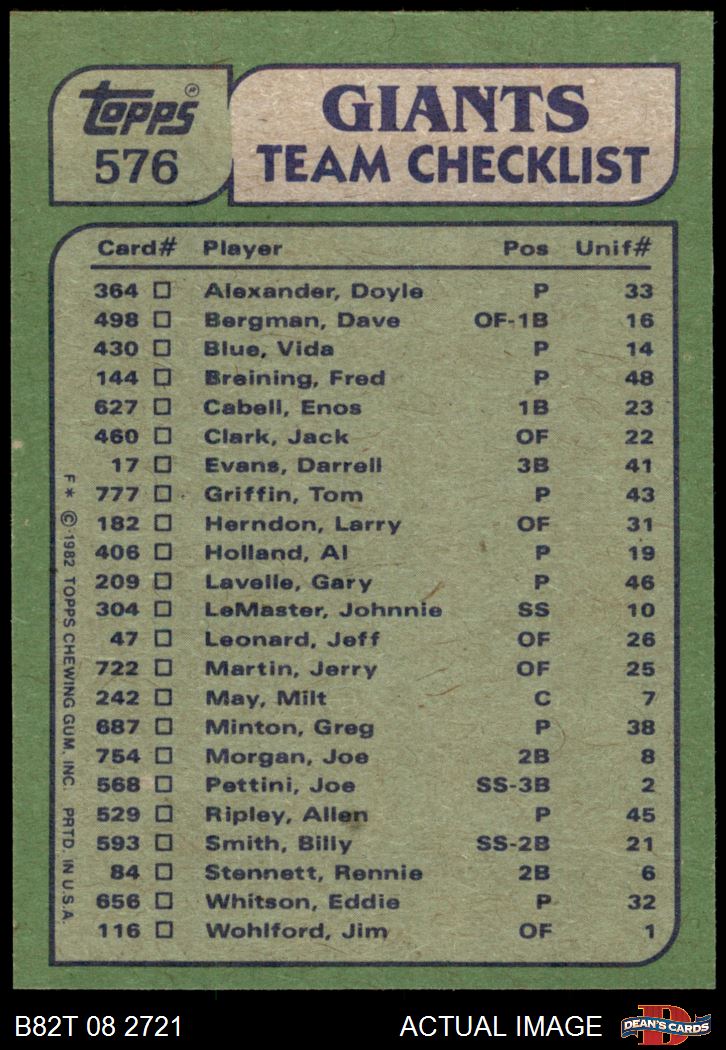 Topps®
576
GIANTS
TEAM CHECKLIST
Card# Player Pos Unif#
364 Alexander, Doyle P 33
498 Bergman, Dave OF-1B 16
430 Blue, Vida P 14
144 Breining, Fred P 48
627 Cabell, Enos 1B 23
460 Clark, Jack OF 22
17 Evans, Darrell 3B 41
777 Griffin, Tom P 43
182 Herndon, Larry OF 31
406 Holland, Al P 19
209 Lavelle, Gary P 46
304 LeMaster, Johnnie SS 10
47 Leonard, Jeff OF 26
722 Martin, Jerry OF 25
242 May, Milt C 7
687 Minton, Greg P 38
754 Morgan, Joe 2B 8
568 Pettini, Joe SS-3B 2
529 Ripley, Allen P 45
593 Smith, Billy SS-2B 21
84 Stennett, Rennie 2B 6
656 Whitson, Eddie P 32
116 Wohlford, Jim OF 1
F* © 1982 TOPPS CHEWING GUM, INC. PRTD. IN U.S.A.
B82T 08 2721 ACTUAL IMAGE
D
DEAN'S CARDS